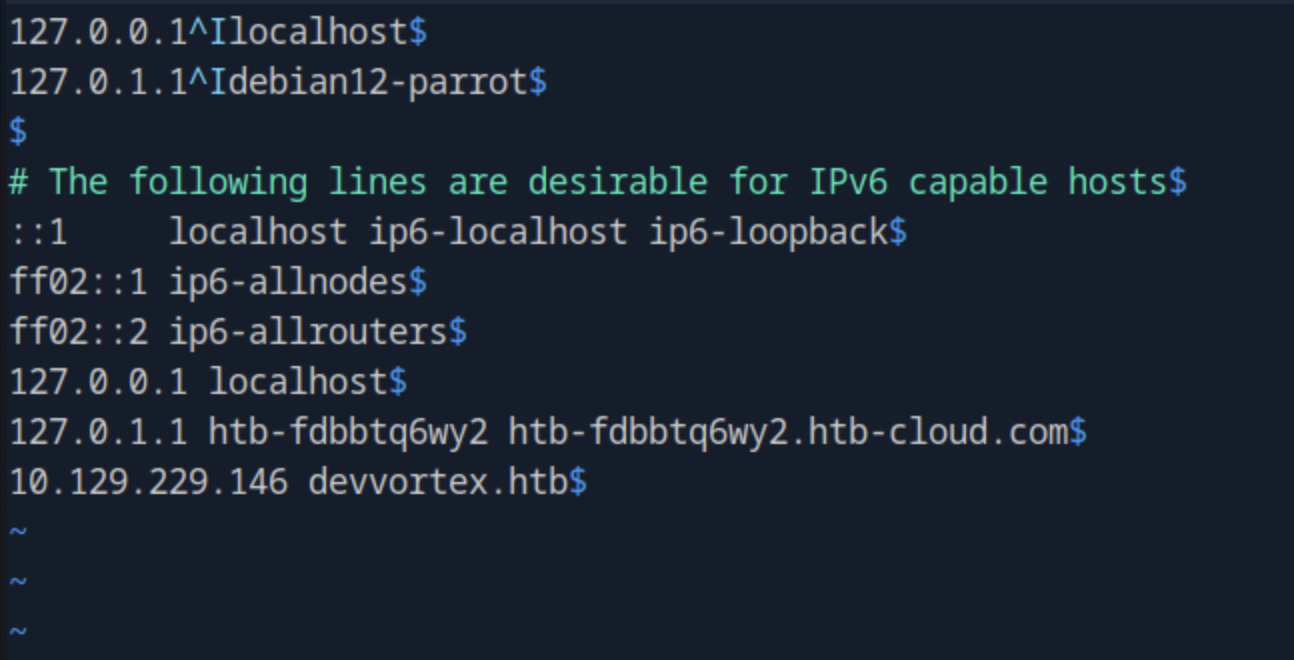 127.0.0.1^Ilocalhost$
127.0.1.1^Idebian12-parrot$
$
# The following lines are desirable for IPv6 capable hosts$
::1     localhost ip6-localhost ip6-loopback$
ff02::1 ip6-allnodes$
ff02::2 ip6-allrouters$
127.0.0.1 localhost$
127.0.1.1 htb-fdbbtq6wy2 htb-fdbbtq6wy2.htb-cloud.com$
10.129.229.146 devvortex.htb$
~
~
~